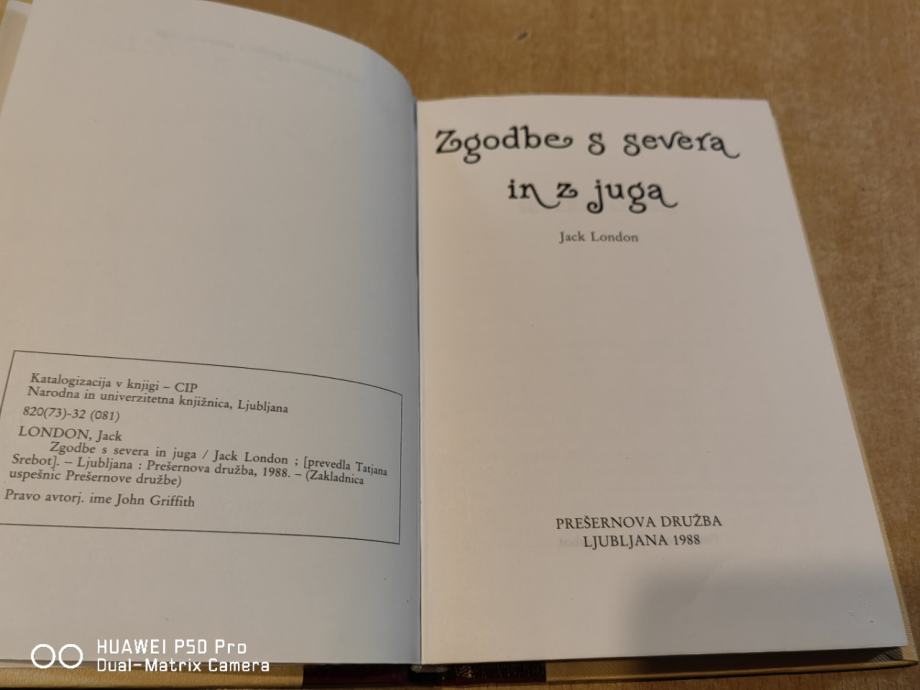 Katalogizacija v knjigi – CIP
Narodna in univerzitetna knjižnica, Ljubljana
820(73)-32 (081)
LONDON, Jack
Zgodbe s severa in juga / Jack London ; [prevedla Tatjana
Srebot]. – Ljubljana : Prešernova družba, 1988. – (Zakladnica
uspešnic Prešernove družbe)
Pravo avtorj. ime John Griffith
Zgodbe s severa
in z juga
Jack London
PREŠERNOVA DRUŽBA
LJUBLJANA 1988
HUAWEI P50 Pro
Dual-Matrix Camera